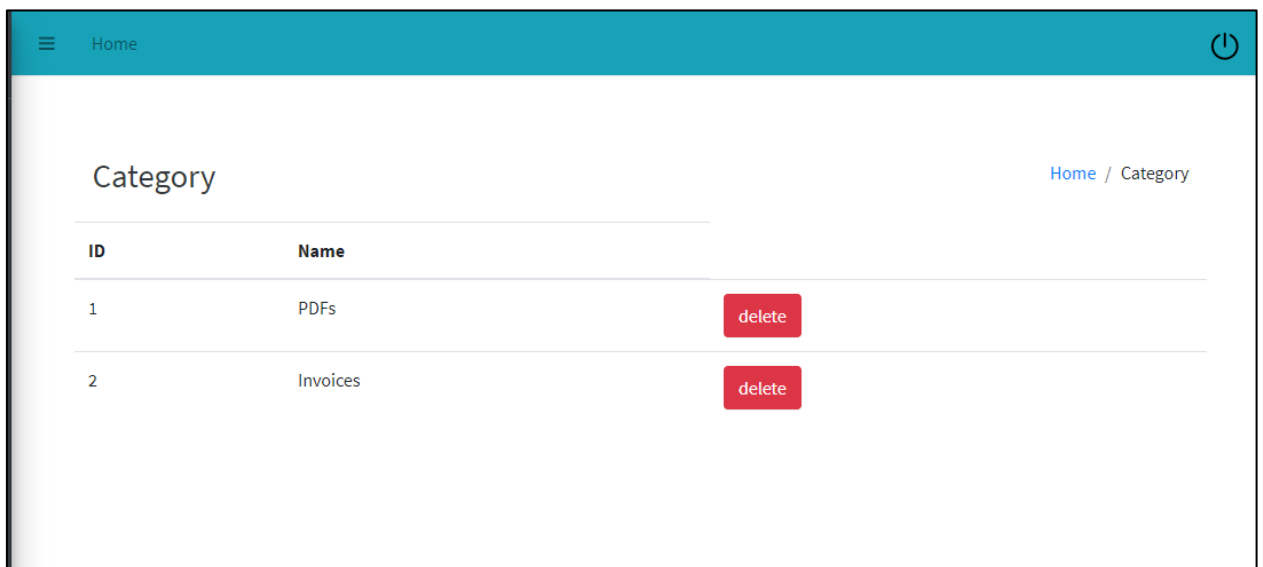 Home
Category
Home / Category
ID Name
1 PDFs delete
2 Invoices delete